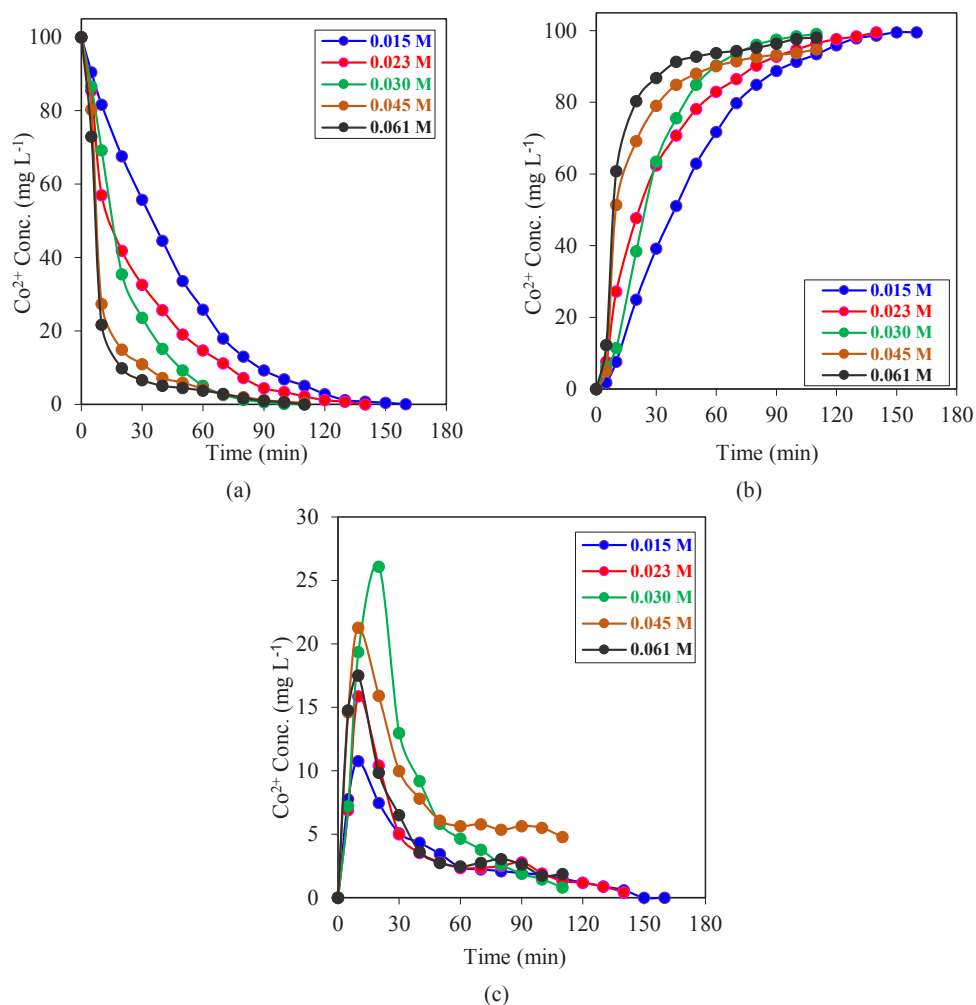 100
80
60
40
20
0
Co²⁺ Conc. (mg L⁻¹)
0.015 M
0.023 M
0.030 M
0.045 M
0.061 M
0 30 60 90 120 150 180
Time (min)
(a)
100
80
60
40
20
0
Co²⁺ Conc. (mg L⁻¹)
0.015 M
0.023 M
0.030 M
0.045 M
0.061 M
0 30 60 90 120 150 180
Time (min)
(b)
30
25
20
15
10
5
0
Co²⁺ Conc. (mg L⁻¹)
0.015 M
0.023 M
0.030 M
0.045 M
0.061 M
0 30 60 90 120 150 180
Time (min)
(c)